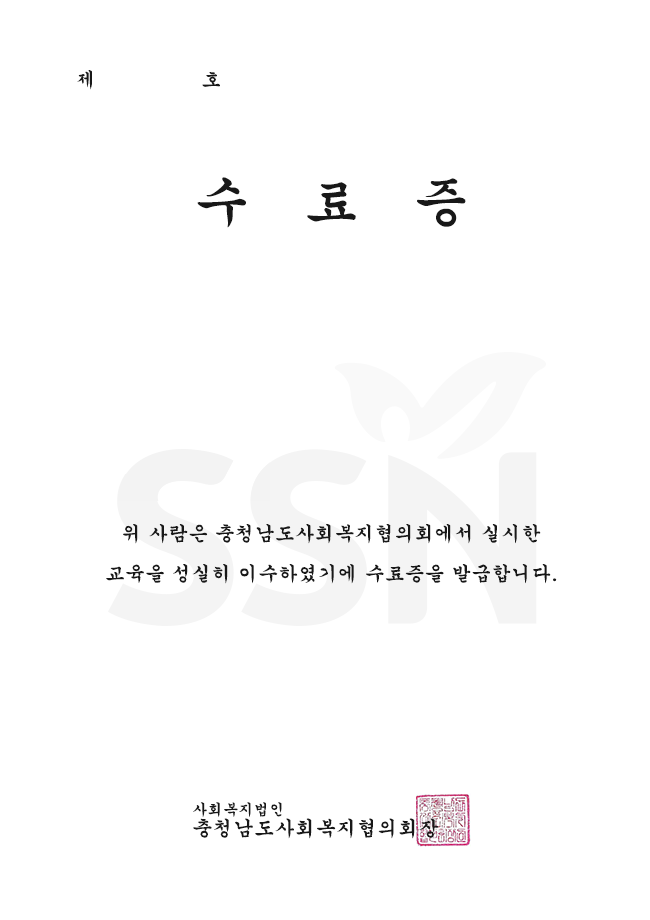 제 호
수 료 증
SSN
위 사람은 충청남도사회복지협의회에서 실시한
교육을 성실히 이수하였기에 수료증을 발급합니다.
사회복지법인
충청남도사회복지협의회장